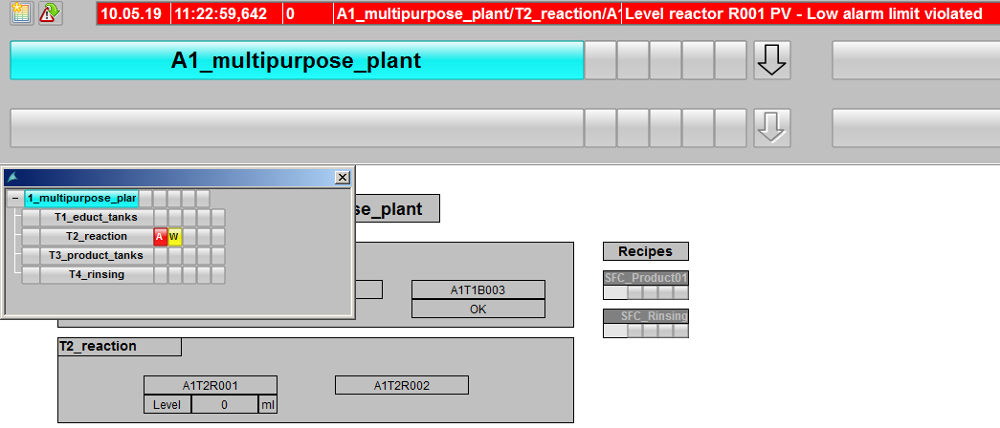 10.05.19 11:22:59,642 0 A1_multipurpose_plant/T2_reaction/A1 Level reactor R001 PV - Low alarm limit violated
A1_multipurpose_plant
1_multipurpose_plar
T1_educt_tanks
T2_reaction A W
T3_product_tanks
T4_rinsing
se_plant
Recipes
SFC_Product01
SFC_Rinsing
A1T1B003
OK
T2_reaction
A1T2R001 A1T2R002
Level 0 ml